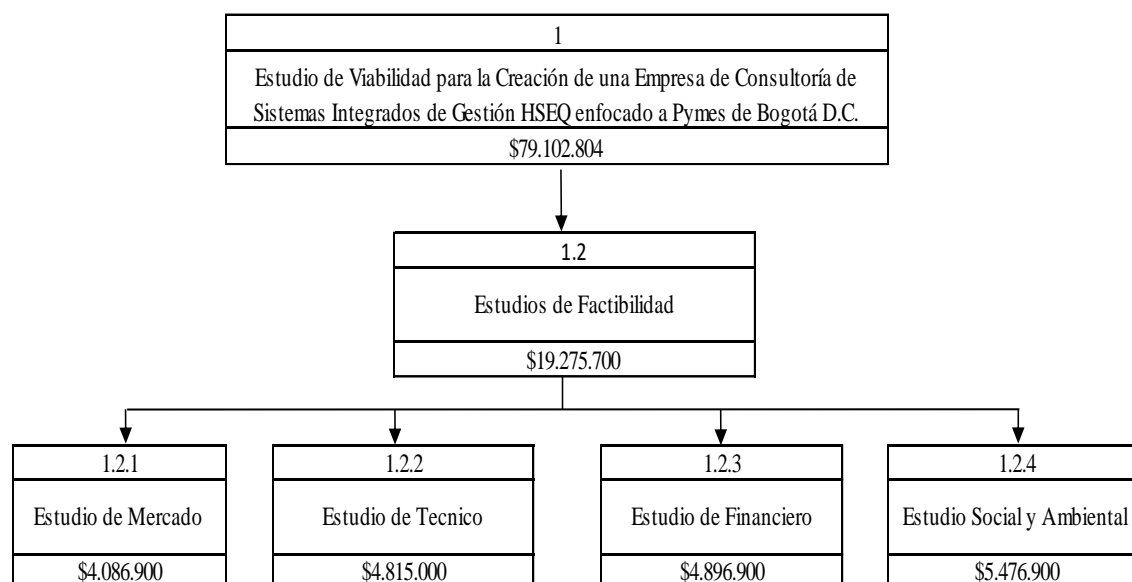 1
Estudio de Viabilidad para la Creación de una Empresa de Consultoría de
Sistemas Integrados de Gestión HSEQ enfocado a Pymes de Bogotá D.C.
$79.102.804
1.2
Estudios de Factibilidad
$19.275.700
1.2.1
Estudio de Mercado
$4.086.900
1.2.2
Estudio de Tecnico
$4.815.000
1.2.3
Estudio de Financiero
$4.896.900
1.2.4
Estudio Social y Ambiental
$5.476.900